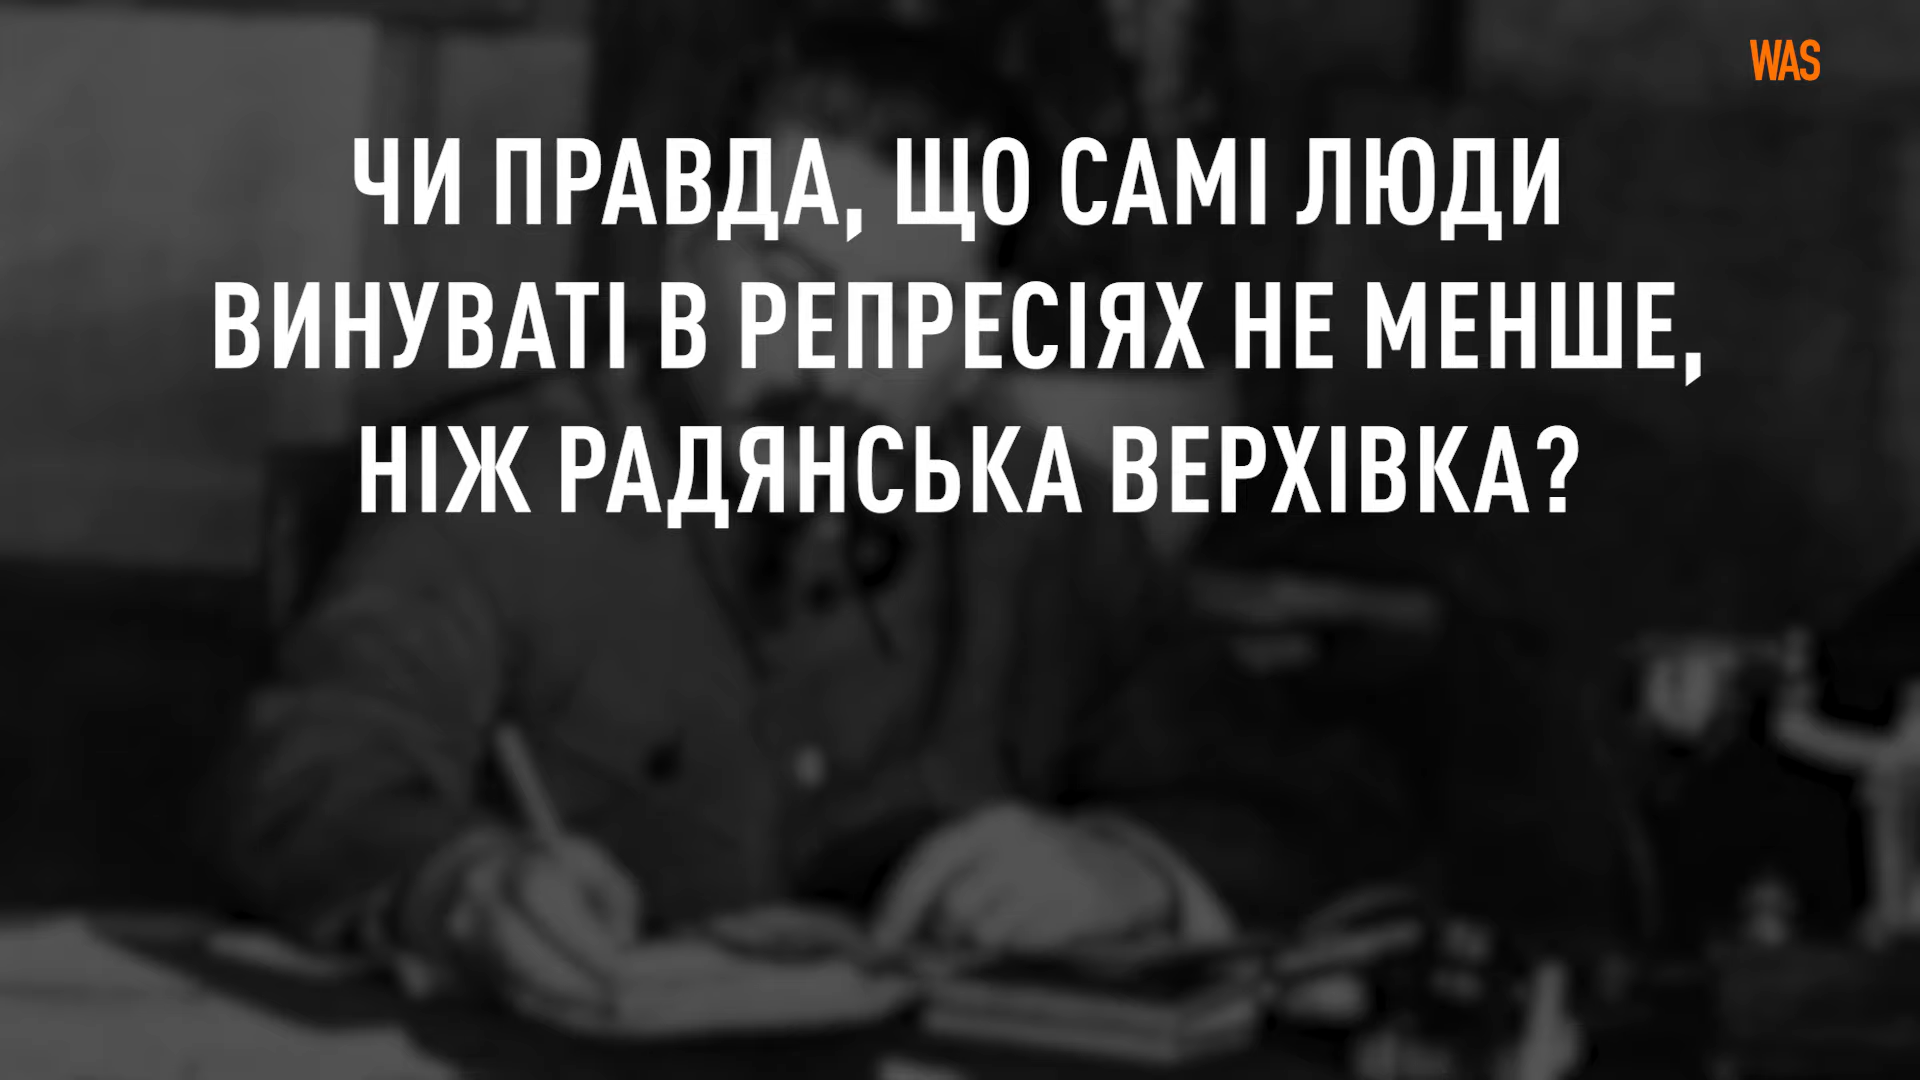 WAS
ЧИ ПРАВДА, ЩО САМІ ЛЮДИ
ВИНУВАТІ В РЕПРЕСІЯХ НЕ МЕНШЕ,
НІЖ РАДЯНСЬКА ВЕРХІВКА?